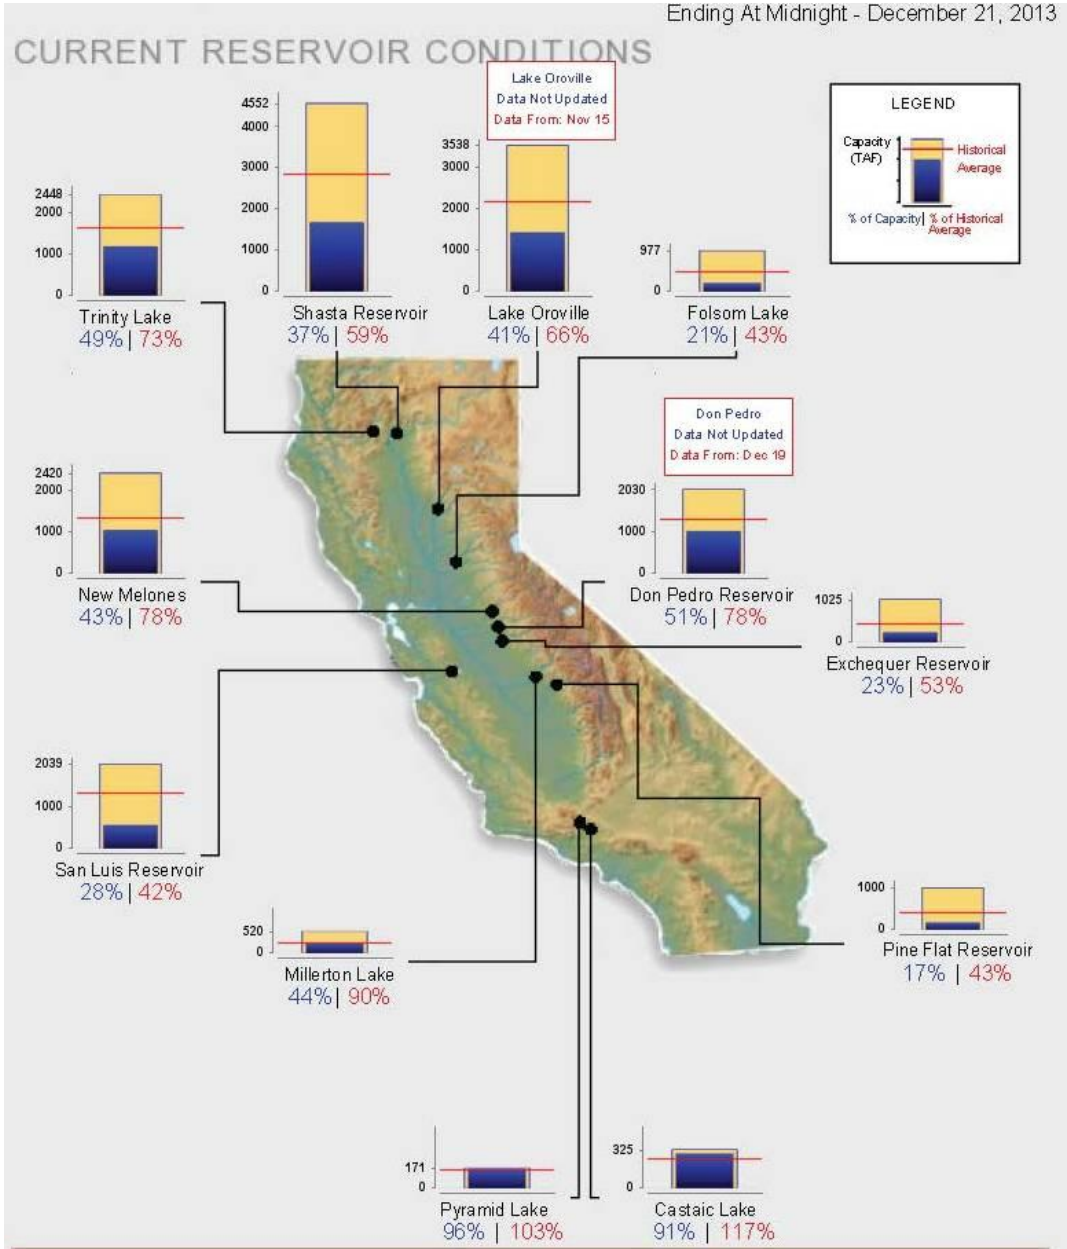 Ending At Midnight - December 21, 2013
CURRENT RESERVOIR CONDITIONS
Lake Oroville
Data Not Updated
Data From: Nov 15
LEGEND
Capacity
(TAF)
Historical
Average
% of Capacity| % of Historical
Average
2448
2000
1000
0
Trinity Lake
49% | 73%
4552
4000
3000
2000
1000
0
Shasta Reservoir
37% | 59%
3538
3000
2000
1000
0
Lake Oroville
41% | 66%
977
0
Folsom Lake
21% | 43%
2420
2000
1000
0
New Melones
43% | 78%
Don Pedro
Data Not Updated
Data From: Dec 19
2030
1000
0
Don Pedro Reservoir
51% | 78%
1025
0
Exchequer Reservoir
23% | 53%
2039
1000
0
San Luis Reservoir
28% | 42%
520
0
Millerton Lake
44% | 90%
1000
0
Pine Flat Reservoir
17% | 43%
171
0
Pyramid Lake
96% | 103%
325
0
Castaic Lake
91% | 117%